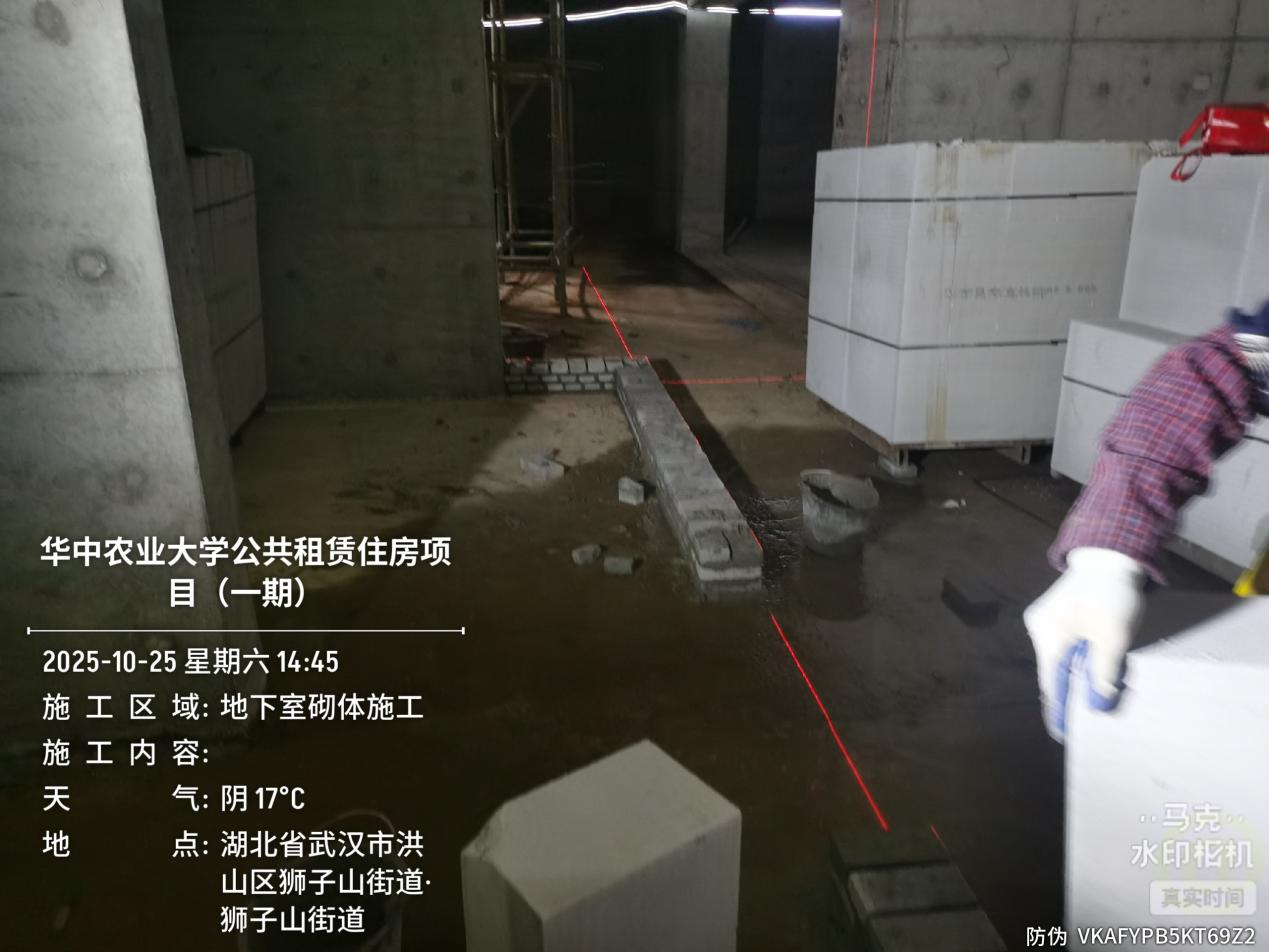 华中农业大学公共租赁住房项
目（一期）
2025-10-25 星期六 14:45
施工区域: 地下室砌体施工
施工内容:
天气: 阴 17°C
地点: 湖北省武汉市洪
山区狮子山街道·
狮子山街道
马克
水印相机
真实时间
防伪 VKAFYPB5KT69Z2